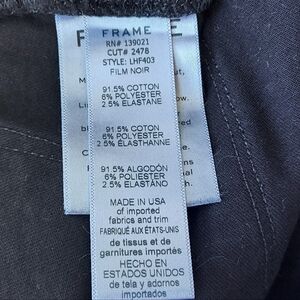 FRAME
RN# 139021
CUT# 2478
STYLE: LHF403
FILM NOIR
91.5% COTTON
6% POLYESTER
2.5% ELASTANE
91.5% COTON
6% POLYESTER
2.5% ÉLASTHANNE
91.5% ALGODÓN
6% POLIÉSTER
2.5% ELASTANO
MADE IN USA
of imported
fabrics and trim
FABRIQUÉ AUX ÉTATS-UNIS
de tissus et de
garnitures importés
HECHO EN
ESTADOS UNIDOS
de tela y adornos
importados